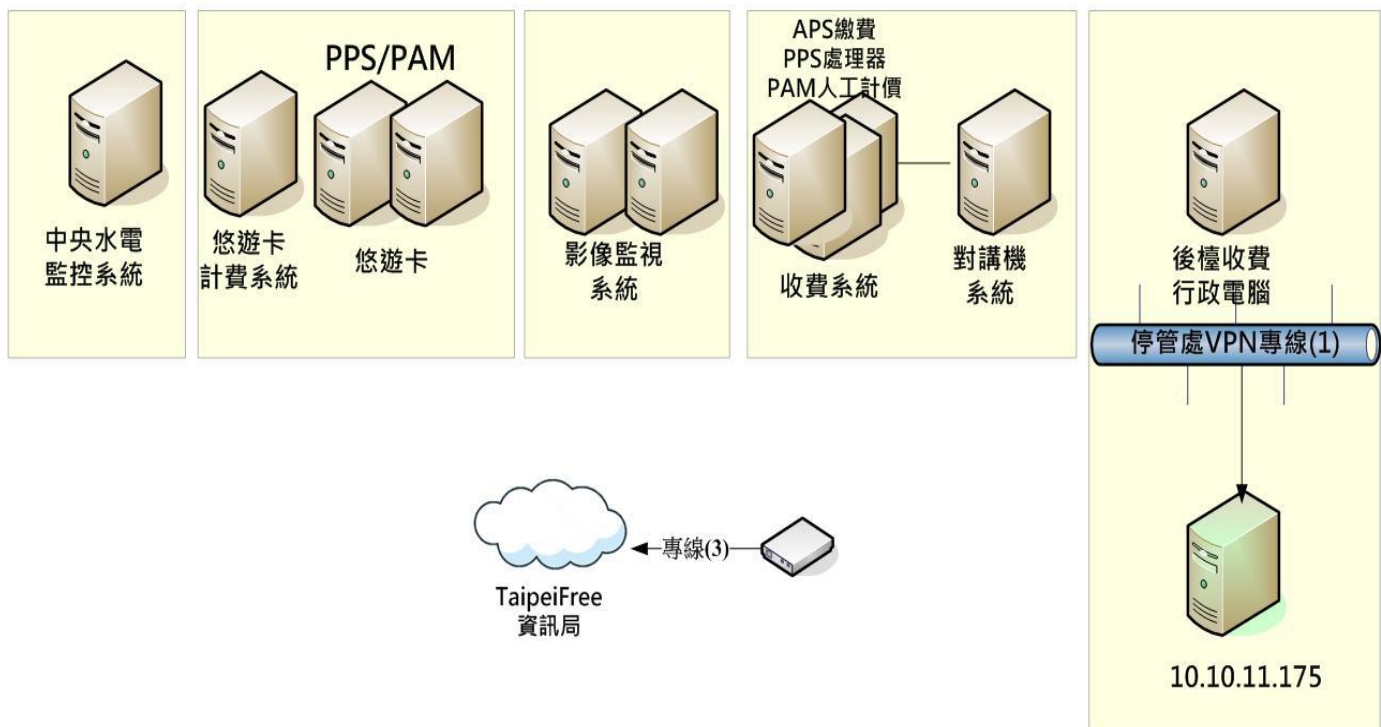 中央水電
監控系統
PPS/PAM
悠遊卡
計費系統
悠遊卡
影像監視
系統
APS繳費
PPS處理器
PAM人工計價
收費系統
對講機
系統
後檯收費
行政電腦
停管處VPN專線(1)
10.10.11.175
專線(3)
TaipeiFree
資訊局